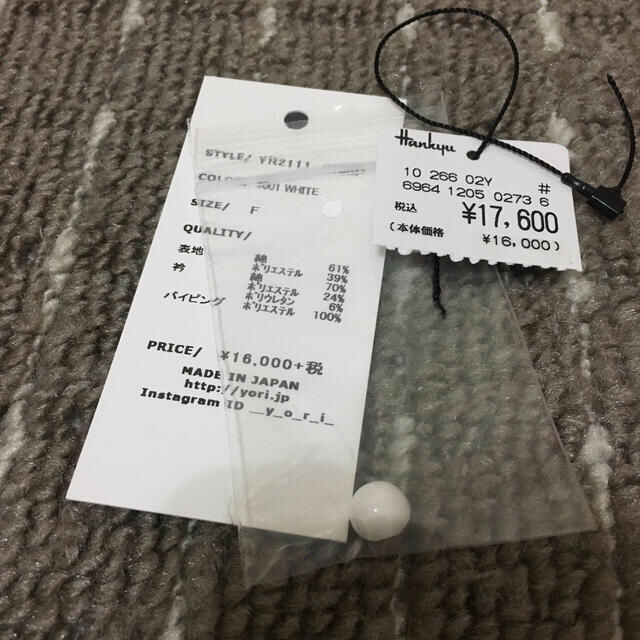 STYLE/ YR2111
COLOR 001 WHITE
SIZE/ F
QUALITY/
表地 綿 61%
ポリエステル 39%
衿 綿 70%
ポリエステル 24%
ポリウレタン 6%
パイピング ポリエステル 100%
PRICE/ ¥16,000+税
MADE IN JAPAN
http://yori.jp
Instagram ID __y_o_r_i_
Hankyu
10 266 02Y #
6964 1205 0273 6
税込 ¥17,600
(本体価格 ¥16,000)